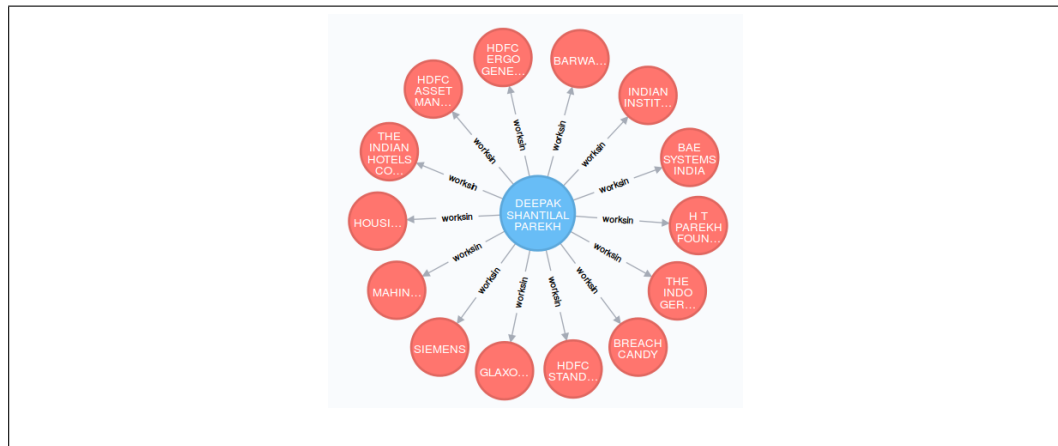 HDFC
ERGO
GENE...
BARWA...
INDIAN
INSTIT...
BAE
SYSTEMS
INDIA
H T
PAREKH
FOUN...
THE
INDO
GER...
BREACH
CANDY
HDFC
STAND...
GLAXO...
SIEMENS
MAHIN...
HOUSI...
THE
INDIAN
HOTELS
CO...
HDFC
ASSET
MAN...
DEEPAK
SHANTILAL
PAREKH
worksin
worksin
worksin
worksin
worksin
worksin
worksin
worksin
worksin
worksin
worksin
worksin
worksin
worksin